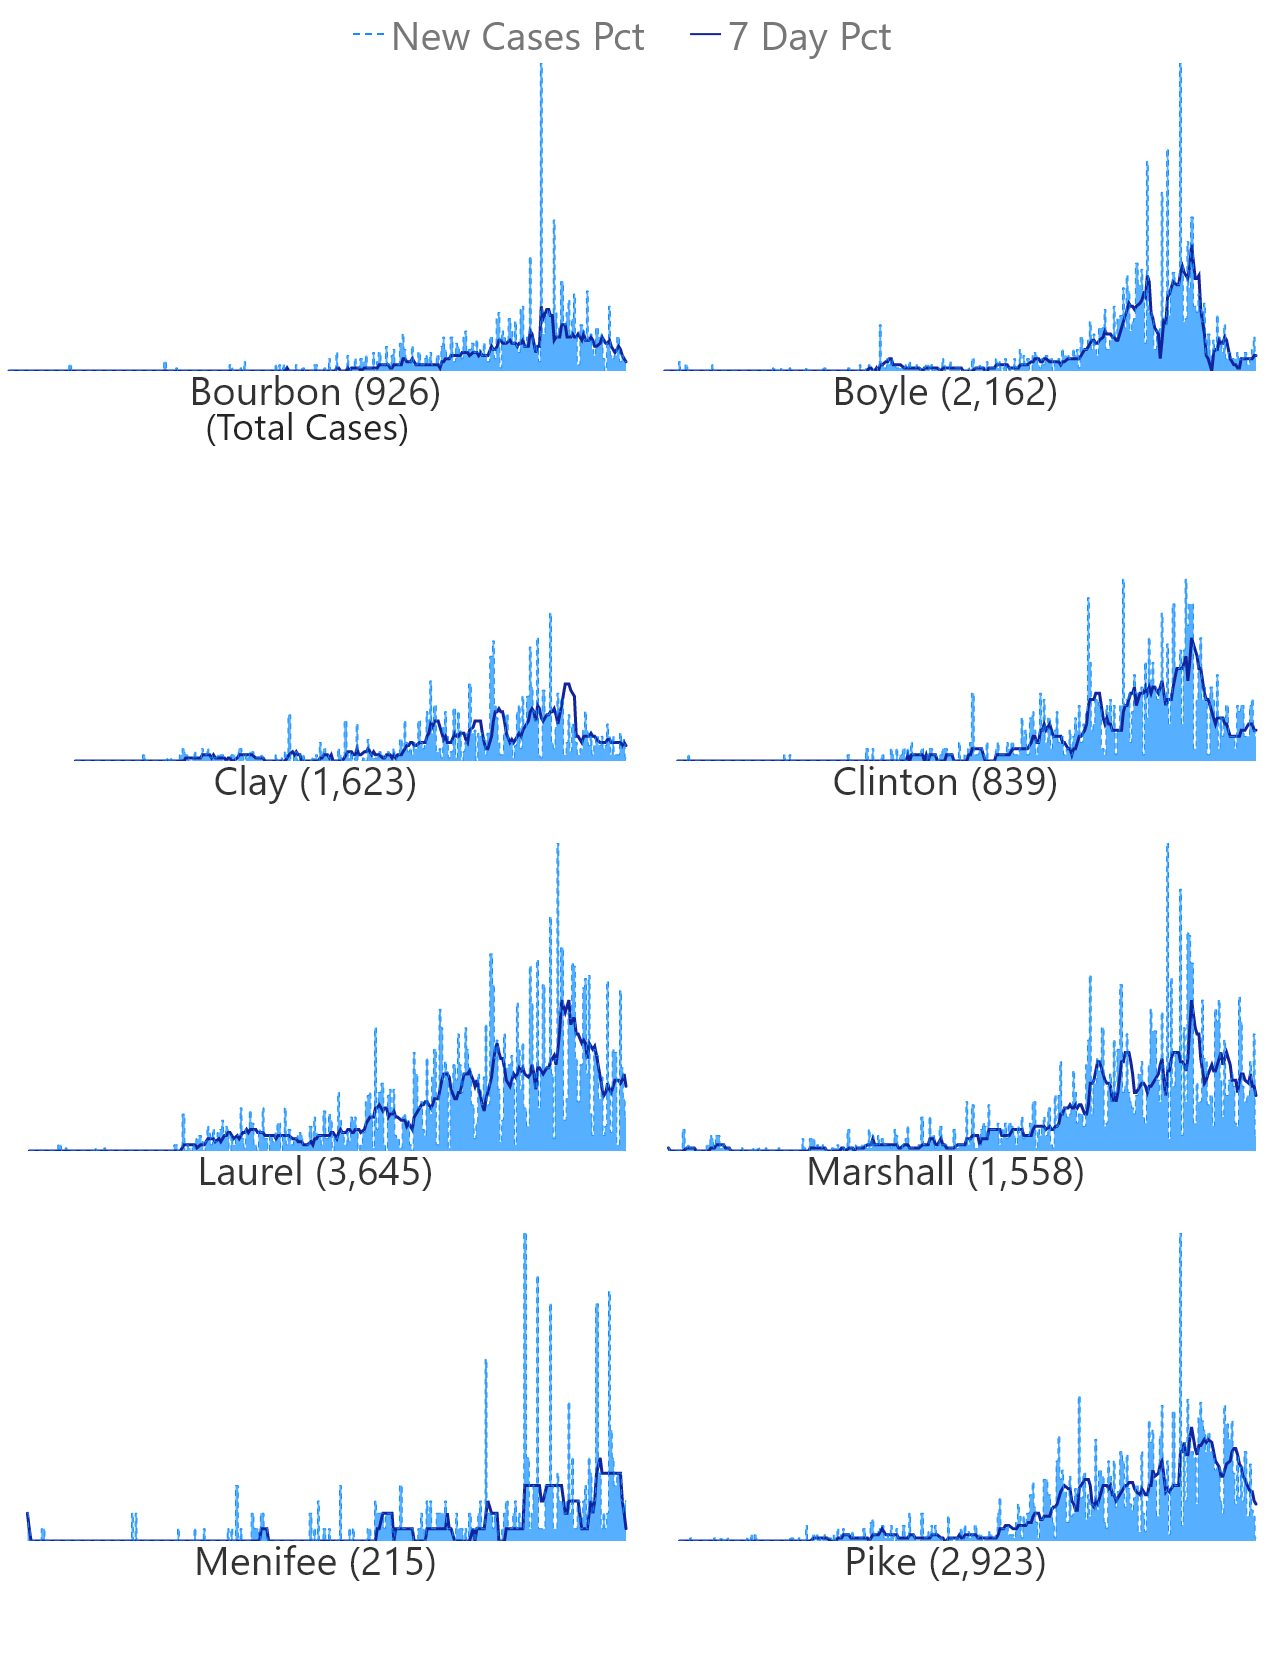 New Cases Pct 7 Day Pct
Bourbon (926) Boyle (2,162)
(Total Cases)
Clay (1,623) Clinton (839)
Laurel (3,645) Marshall (1,558)
Menifee (215) Pike (2,923)